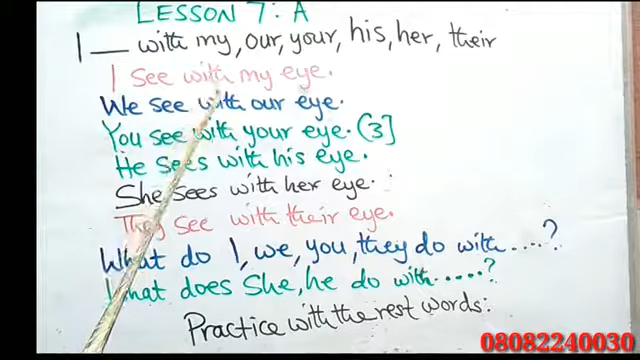 LESSON 7: A
I __ with my, our, your, his, her, their
I see with my eye.
We see with our eye.
You see with your eye. (3]
He sees with his eye.
She sees with her eye.
They see with their eye.
What do I, we, you, they do with ....?
What does She, he do with .....?
Practice with the rest words:
08082240030